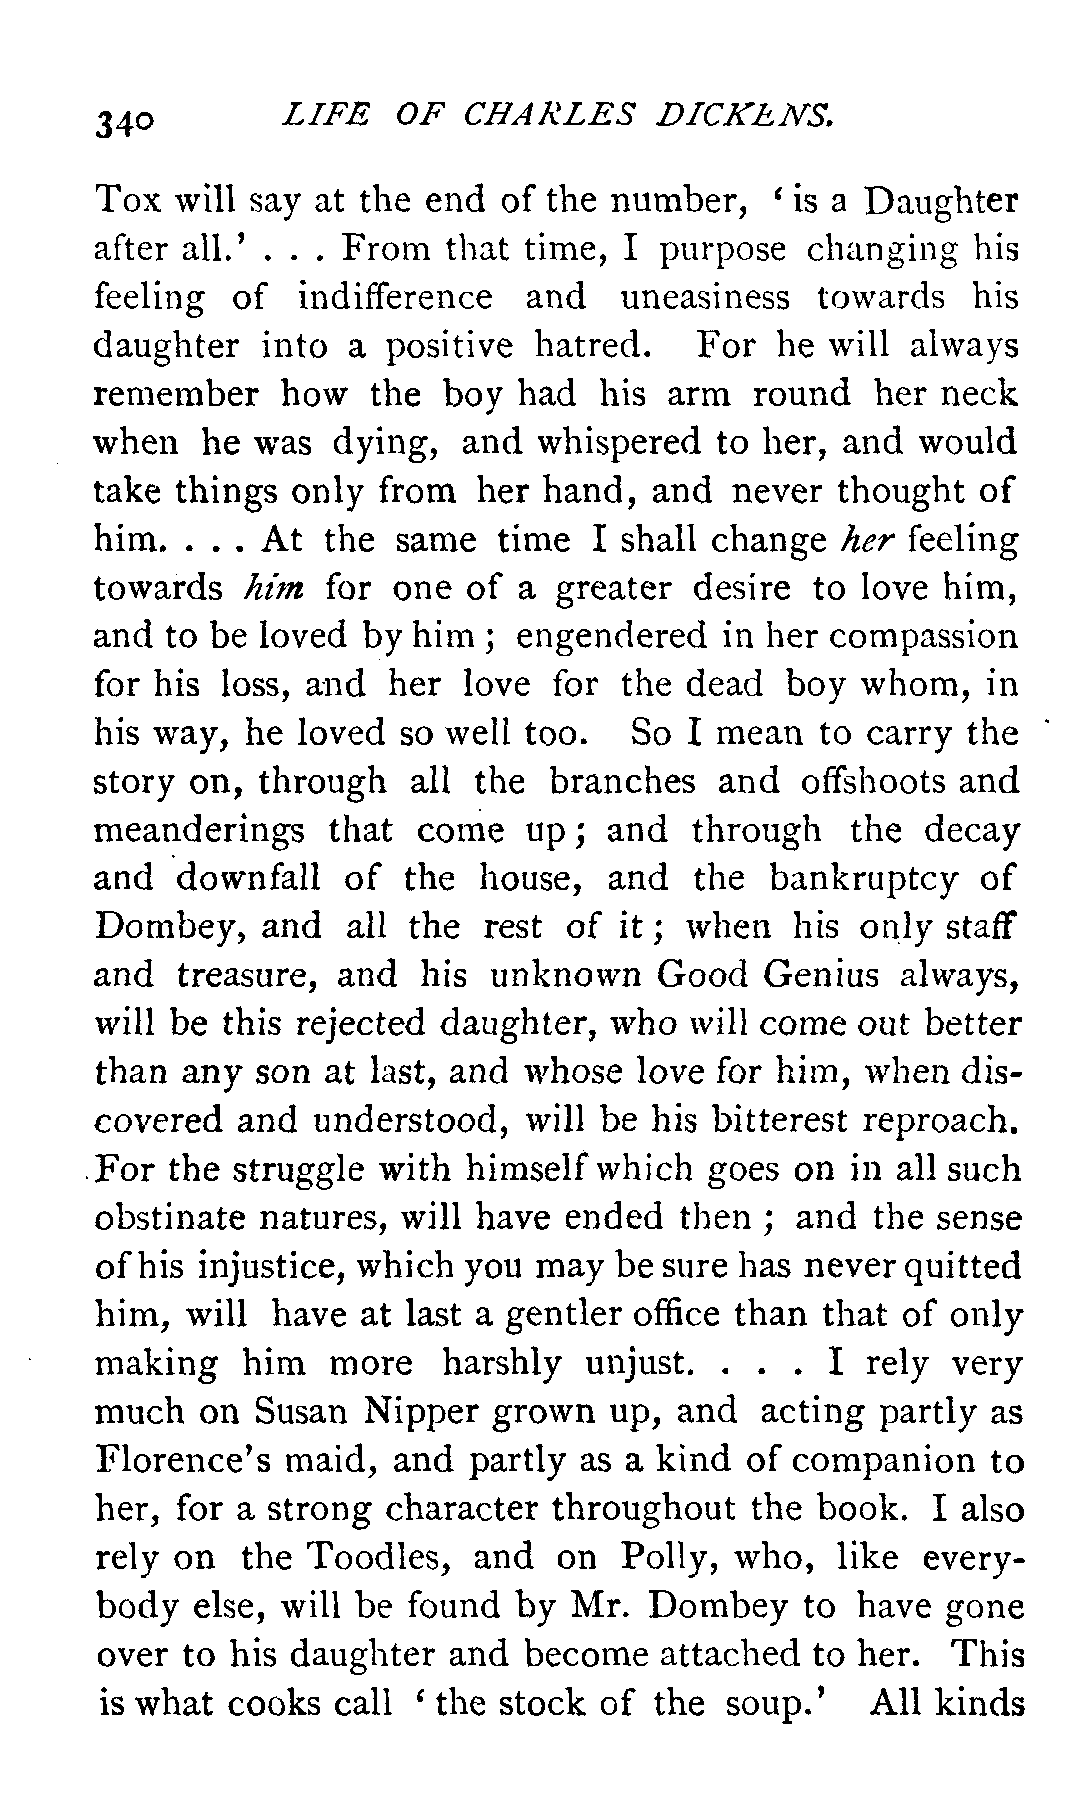 340 LIFE OF CHARLES DICKENS.
Tox will say at the end of the number, ‘ is a Daughter
after all.’ . . . From that time, I purpose changing his
feeling of indifference and uneasiness towards his
daughter into a positive hatred. For he will always
remember how the boy had his arm round her neck
when he was dying, and whispered to her, and would
take things only from her hand, and never thought of
him. . . . At the same time I shall change her feeling
towards him for one of a greater desire to love him,
and to be loved by him ; engendered in her compassion
for his loss, and her love for the dead boy whom, in
his way, he loved so well too. So I mean to carry the
story on, through all the branches and offshoots and
meanderings that come up ; and through the decay
and downfall of the house, and the bankruptcy of
Dombey, and all the rest of it ; when his only staff
and treasure, and his unknown Good Genius always,
will be this rejected daughter, who will come out better
than any son at last, and whose love for him, when dis-
covered and understood, will be his bitterest reproach.
For the struggle with himself which goes on in all such
obstinate natures, will have ended then ; and the sense
of his injustice, which you may be sure has never quitted
him, will have at last a gentler office than that of only
making him more harshly unjust. . . . I rely very
much on Susan Nipper grown up, and acting partly as
Florence’s maid, and partly as a kind of companion to
her, for a strong character throughout the book. I also
rely on the Toodles, and on Polly, who, like every-
body else, will be found by Mr. Dombey to have gone
over to his daughter and become attached to her. This
is what cooks call ‘ the stock of the soup.’ All kinds